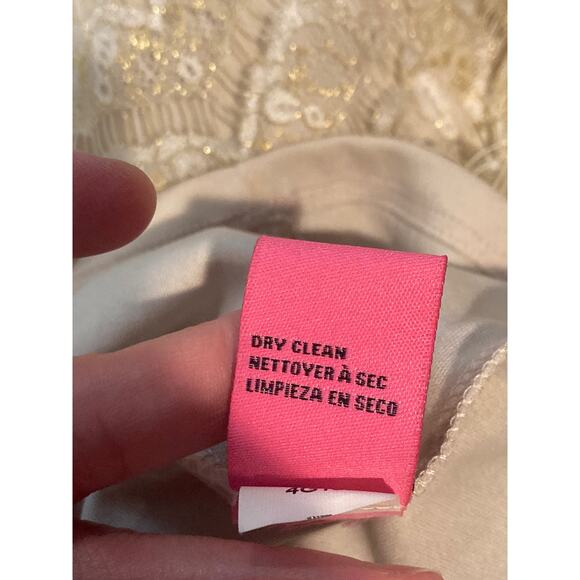 DRY CLEAN
NETTOYER À SEC
LIMPIEZA EN SECO